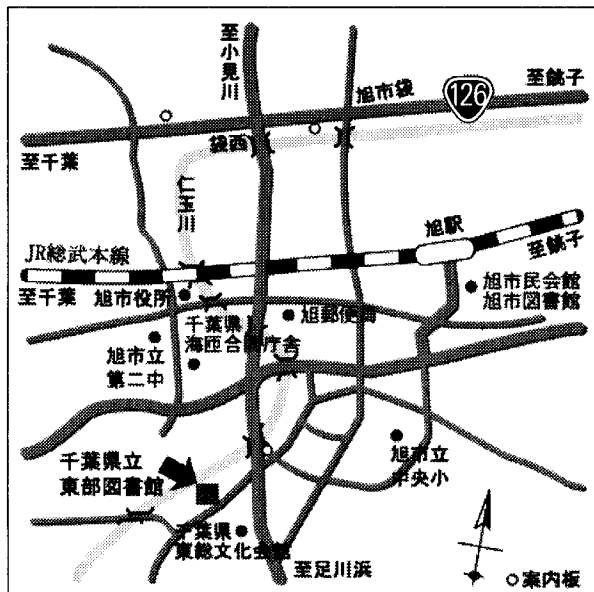 至小見川
至銚子
旭市袋
126
袋西
至千葉
仁玉川
旭駅
JR総武本線
至銚子
至千葉
旭市役所
旭市民会館
旭市図書館
千葉県
海匝合同庁舎
旭郵便局
旭市立
第二中
千葉県立
東部図書館
旭市立
中央小
千葉県
東総文化会館
至足川浜
案内板